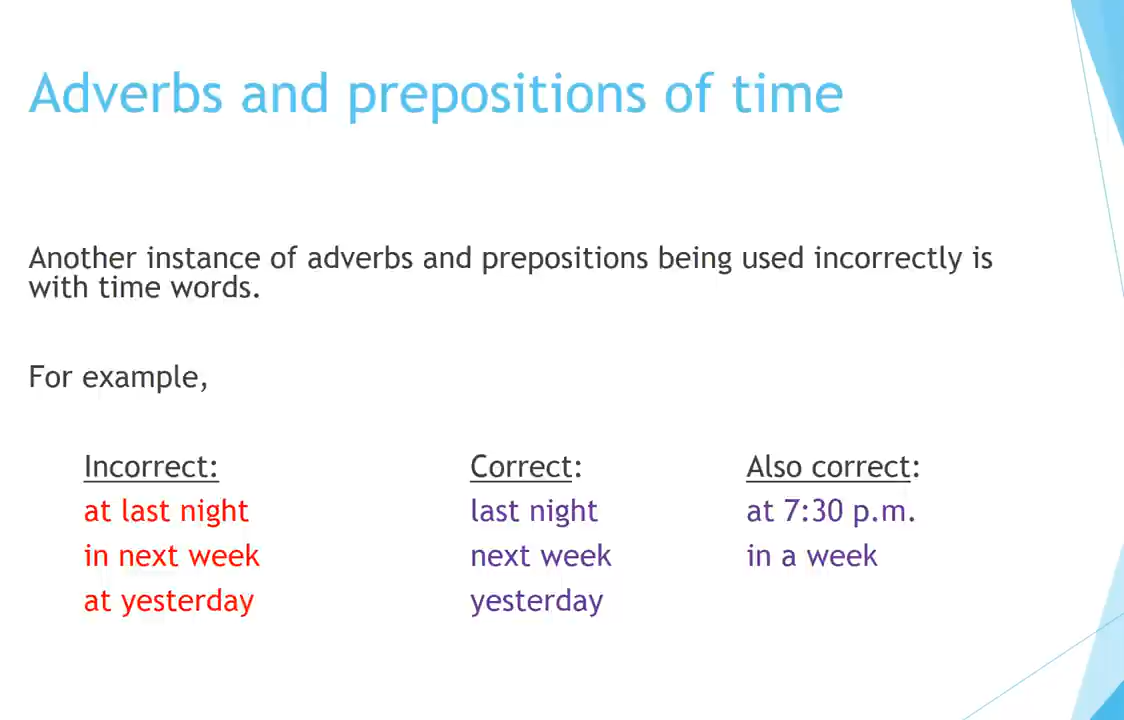 Adverbs and prepositions of time
Another instance of adverbs and prepositions being used incorrectly is
with time words.
For example,
Incorrect: Correct: Also correct:
at last night last night at 7:30 p.m.
in next week next week in a week
at yesterday yesterday